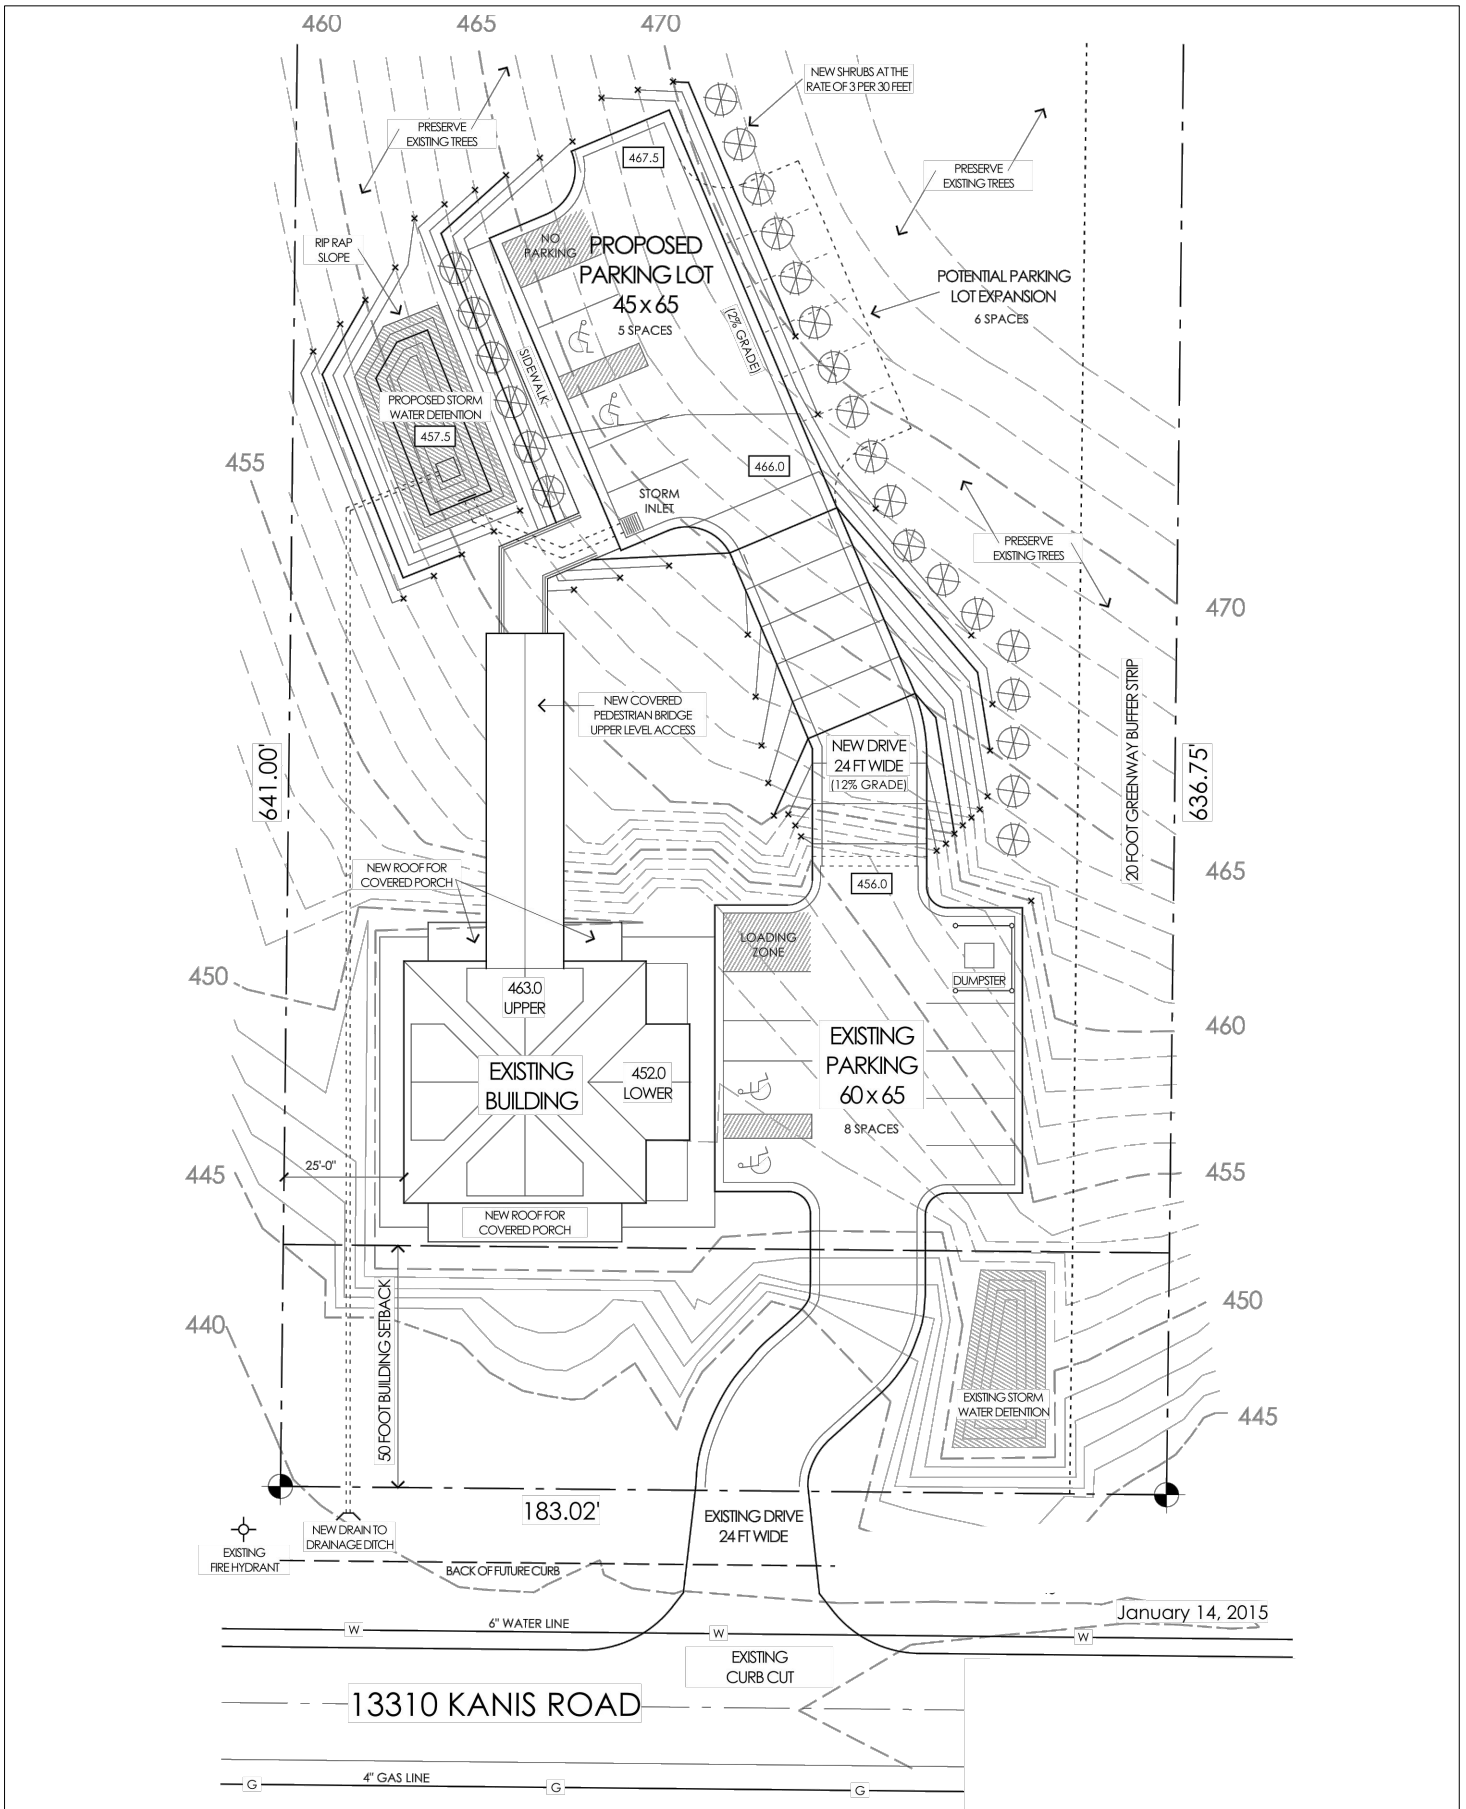 460
465
470
NEW SHRUBS AT THE
RATE OF 3 PER 30 FEET
PRESERVE
EXISTING TREES
467.5
PRESERVE
EXISTING TREES
RIP RAP
SLOPE
NO
PARKING
PROPOSED
PARKING LOT
45 x 65
5 SPACES
POTENTIAL PARKING
LOT EXPANSION
6 SPACES
(2% GRADE)
SIDEWALK
PROPOSED STORM
WATER DETENTION
457.5
455
466.0
STORM
INLET
PRESERVE
EXISTING TREES
470
NEW COVERED
PEDESTRIAN BRIDGE
UPPER LEVEL ACCESS
20 FOOT GREENWAY BUFFER STRIP
641.00'
636.75'
NEW DRIVE
24 FT WIDE
(12% GRADE)
NEW ROOF FOR
COVERED PORCH
456.0
465
LOADING
ZONE
DUMPSTER
450
463.0
UPPER
460
EXISTING
BUILDING
452.0
LOWER
EXISTING
PARKING
60 x 65
8 SPACES
25'-0"
445
455
NEW ROOF FOR
COVERED PORCH
50 FOOT BUILDING SETBACK
440
450
EXISTING STORM
WATER DETENTION
445
183.02'
EXISTING DRIVE
24 FT WIDE
NEW DRAIN TO
DRAINAGE DITCH
EXISTING
FIRE HYDRANT
BACK OF FUTURE CURB
January 14, 2015
6" WATER LINE
W
W
W
EXISTING
CURB CUT
13310 KANIS ROAD
4" GAS LINE
G
G
G